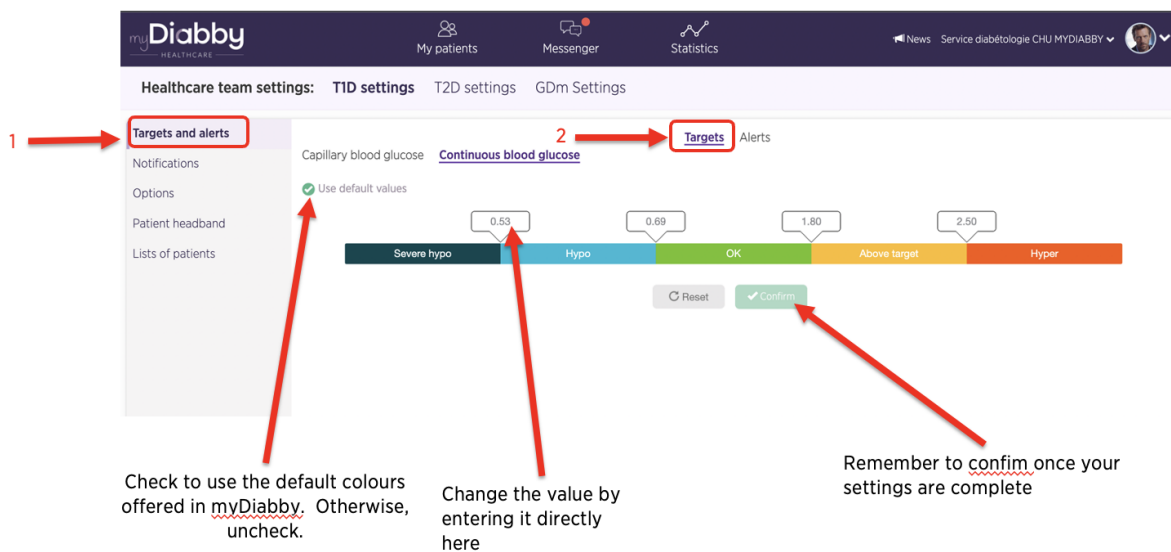 myDiabby
HEALTHCARE
My patients
Messenger
Statistics
News
Service diabétologie CHU MYDIABBY
Healthcare team settings: T1D settings T2D settings GDm Settings
1
Targets and alerts
Notifications
Options
Patient headband
Lists of patients
2
Targets Alerts
Capillary blood glucose Continuous blood glucose
Use default values
0.53 0.69 1.80 2.50
Severe hypo Hypo OK Above target Hyper
Reset Confirm
Check to use the default colours
offered in myDiabby. Otherwise,
uncheck.
Change the value by
entering it directly
here
Remember to confim once your
settings are complete